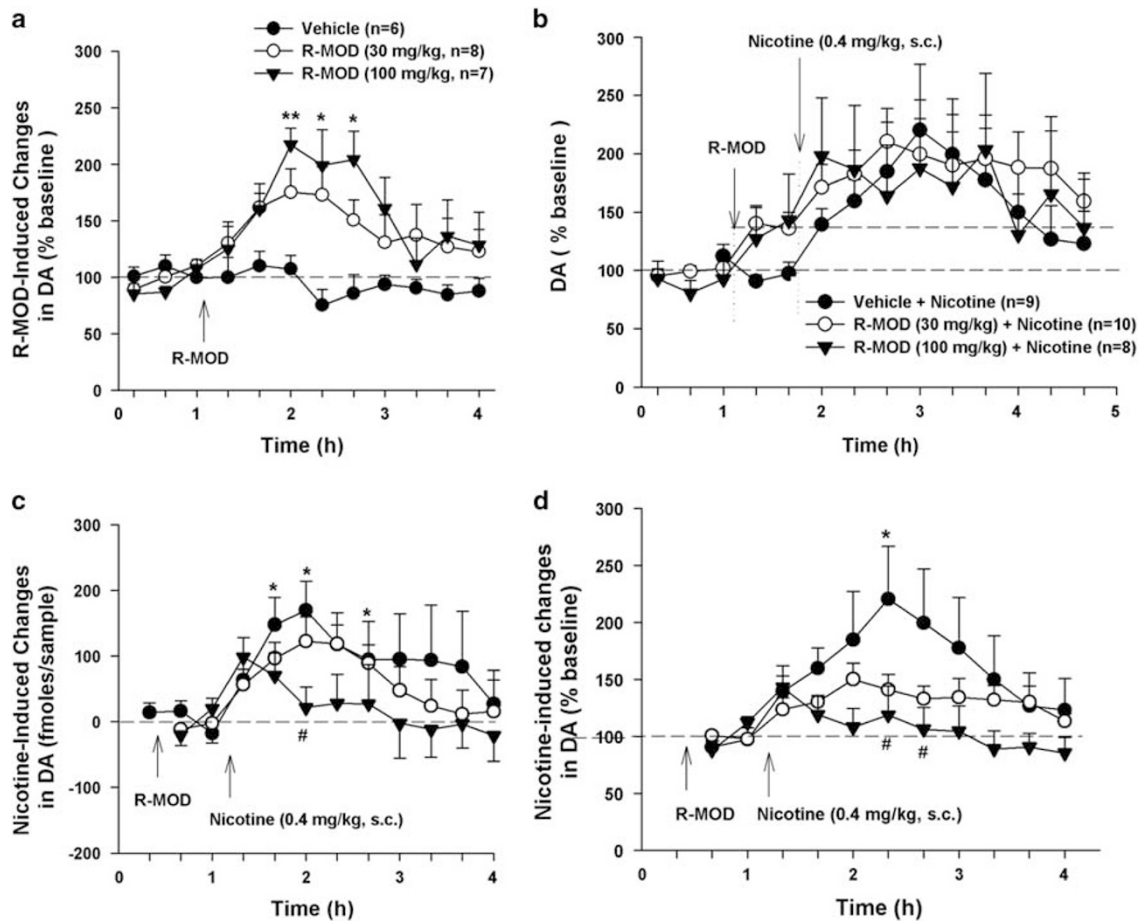 a
Vehicle (n=6)
R-MOD (30 mg/kg, n=8)
R-MOD (100 mg/kg, n=7)
R-MOD-Induced Changes
in DA (% baseline )
300
250
200
150
100
50
0
** * *
R-MOD
0 1 2 3 4
Time (h)
b
Nicotine (0.4 mg/kg, s.c.)
R-MOD
DA ( % baseline)
300
250
200
150
100
50
0
Vehicle + Nicotine (n=9)
R-MOD (30 mg/kg) + Nicotine (n=10)
R-MOD (100 mg/kg) + Nicotine (n=8)
0 1 2 3 4 5
Time (h)
c
Nicotine-Induced Changes
in DA (fmoles/sample)
300
200
100
0
-100
-200
* * *
#
R-MOD
Nicotine (0.4 mg/kg, s.c.)
0 1 2 3 4
Time (h)
d
Nicotine-induced changes
in DA (% baseline)
300
250
200
150
100
50
0
*
# #
R-MOD
Nicotine (0.4 mg/kg, s.c.)
0 1 2 3 4
Time (h)